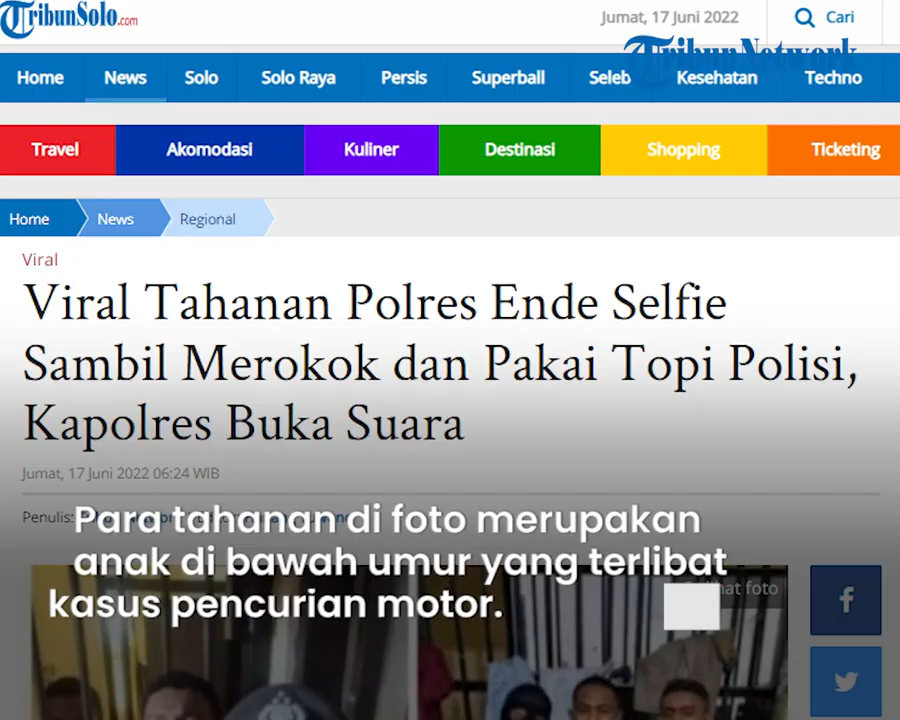 TribunSolo.com
Jumat, 17 Juni 2022
Cari
Tribun Network
Home News Solo Solo Raya Persis Superball Seleb Kesehatan Techno
Travel Akomodasi Kuliner Destinasi Shopping Ticketing
Home News Regional
Viral
Viral Tahanan Polres Ende Selfie
Sambil Merokok dan Pakai Topi Polisi,
Kapolres Buka Suara
Jumat, 17 Juni 2022 06:24 WIB
Penulis:
Para tahanan di foto merupakan
anak di bawah umur yang terlibat
kasus pencurian motor.
foto